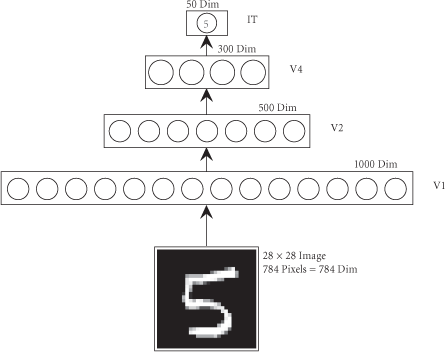 50 Dim
5
IT
300 Dim
V4
500 Dim
V2
1000 Dim
V1
28 × 28 Image
784 Pixels = 784 Dim
5